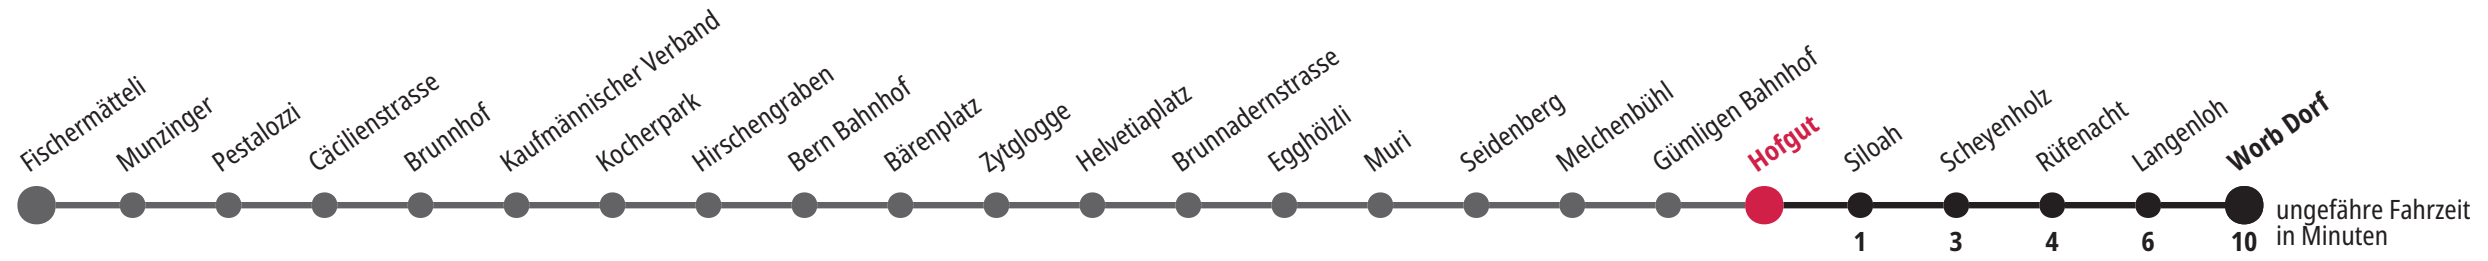 Fischermätteli
Munzinger
Pestalozzi
Cäcilienstrasse
Brunnhof
Kaufmännischer Verband
Kocherpark
Hirschengraben
Bern Bahnhof
Bärenplatz
Zytglogge
Helvetiaplatz
Brunnadernstrasse
Egghölzli
Muri
Seidenberg
Melchenbühl
Gümligen Bahnhof
Hofgut
Siloah
Scheyenholz
Rüfenacht
Langenloh
Worb Dorf
1
3
4
6
10
ungefähre Fahrzeit
in Minuten